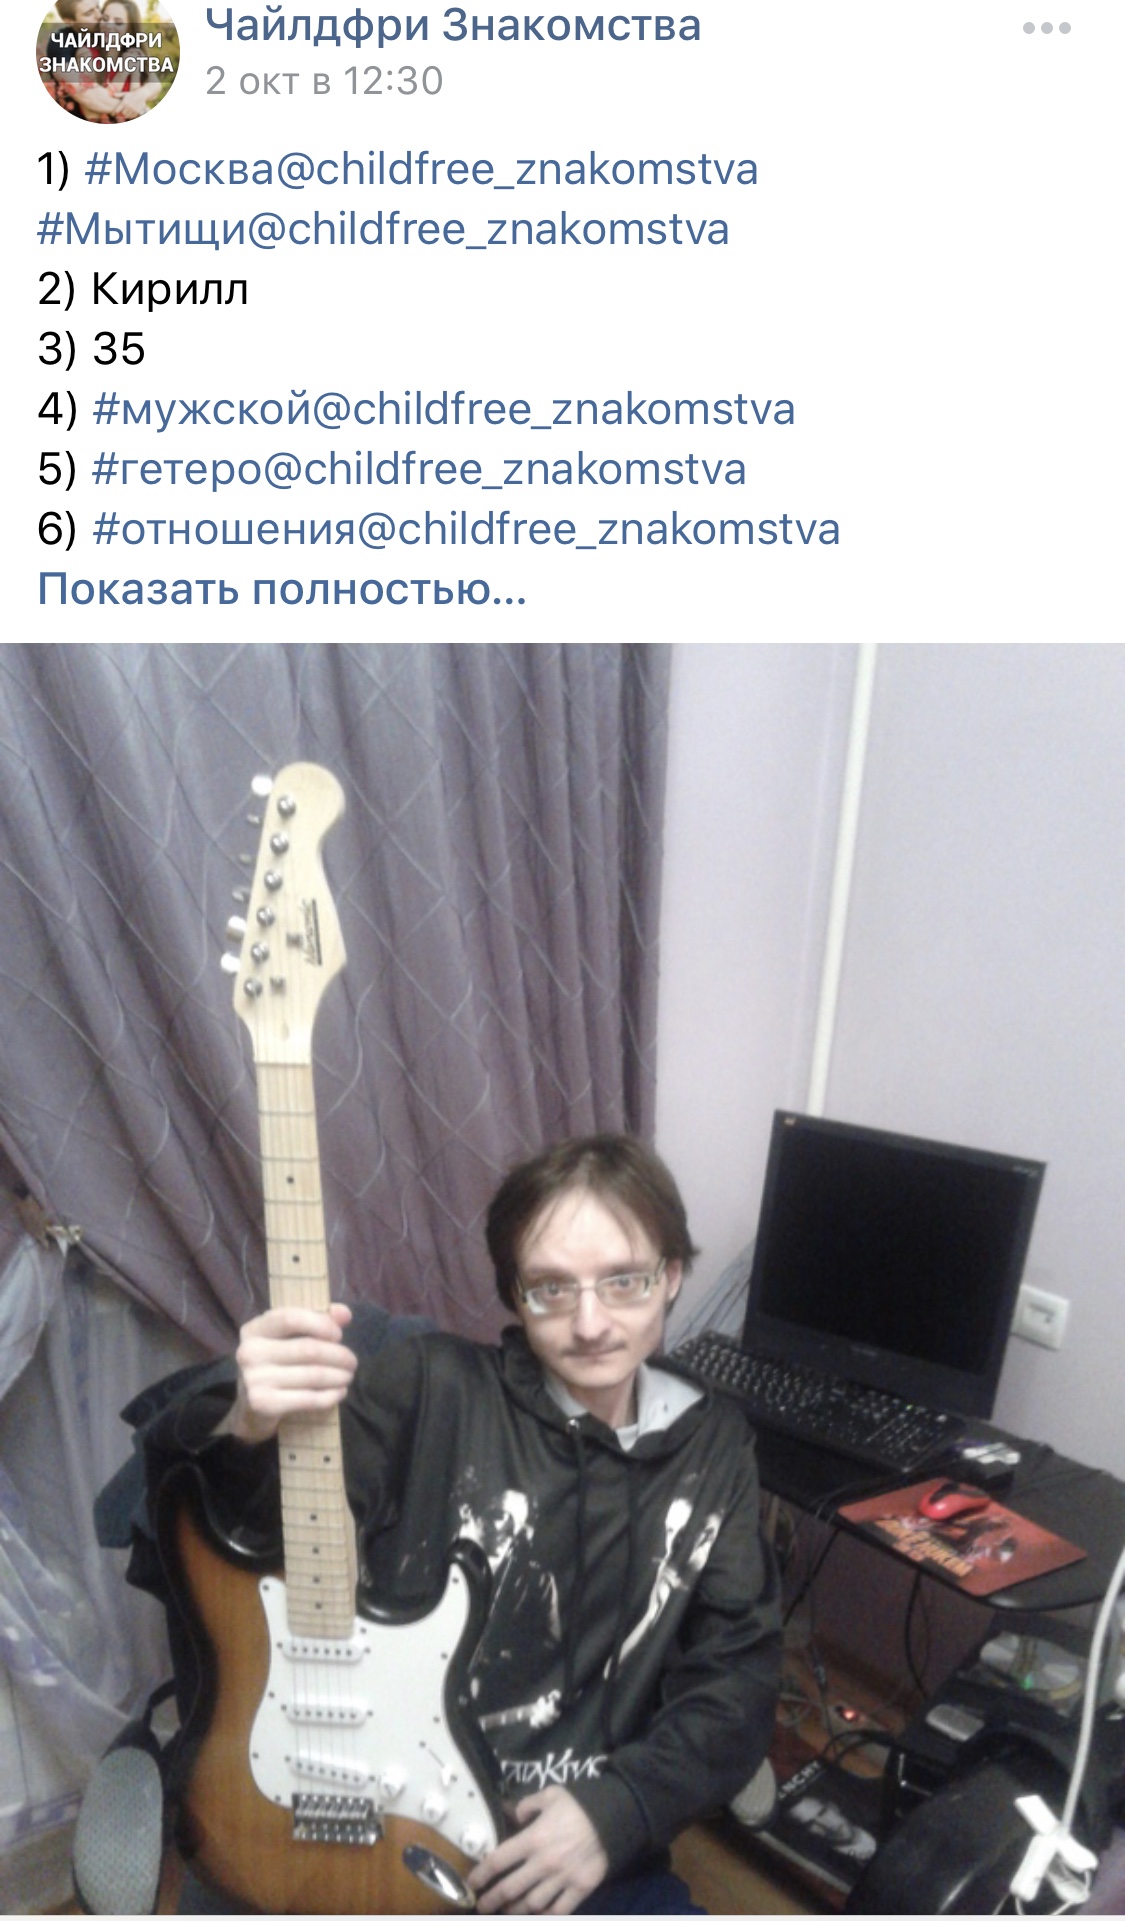 ЧАЙЛДФРИ
ЗНАКОМСТВА
Чайлдфри Знакомства
2 окт в 12:30
1) #Москва@childfree_znakomstva
#Мытищи@childfree_znakomstva
2) Кирилл
3) 35
4) #мужской@childfree_znakomstva
5) #гетеро@childfree_znakomstva
6) #отношения@childfree_znakomstva
Показать полностью...